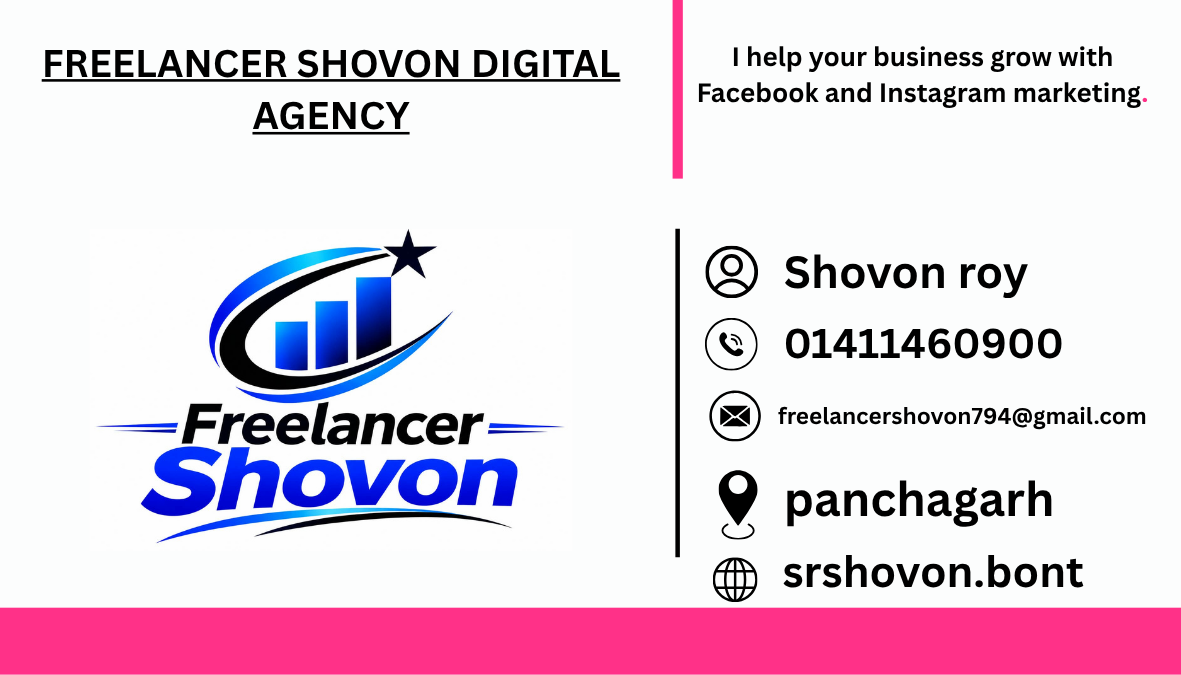 FREELANCER SHOVON DIGITAL
AGENCY
I help your business grow with
Facebook and Instagram marketing.
Freelancer
Shovon
Shovon roy
01411460900
freelancershovon794@gmail.com
panchagarh
srshovon.bont